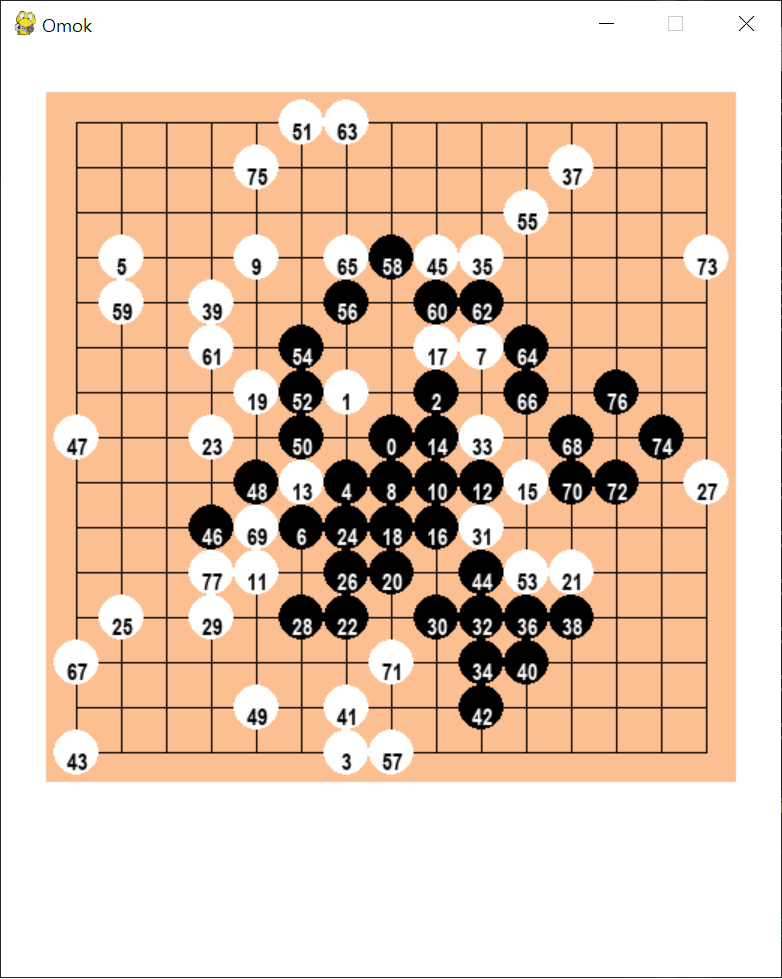 Omok
51 63
75 37
55
5 9 65 58 45 35 73
59 39 56 60 62
61 54 17 7 64
19 52 1 2 66 76
47 23 50 0 14 33 68 74
48 13 4 8 10 12 15 70 72 27
46 69 6 24 18 16 31
77 11 26 20 44 53 21
25 29 28 22 30 32 36 38
67 71 34 40
49 41 42
43 3 57